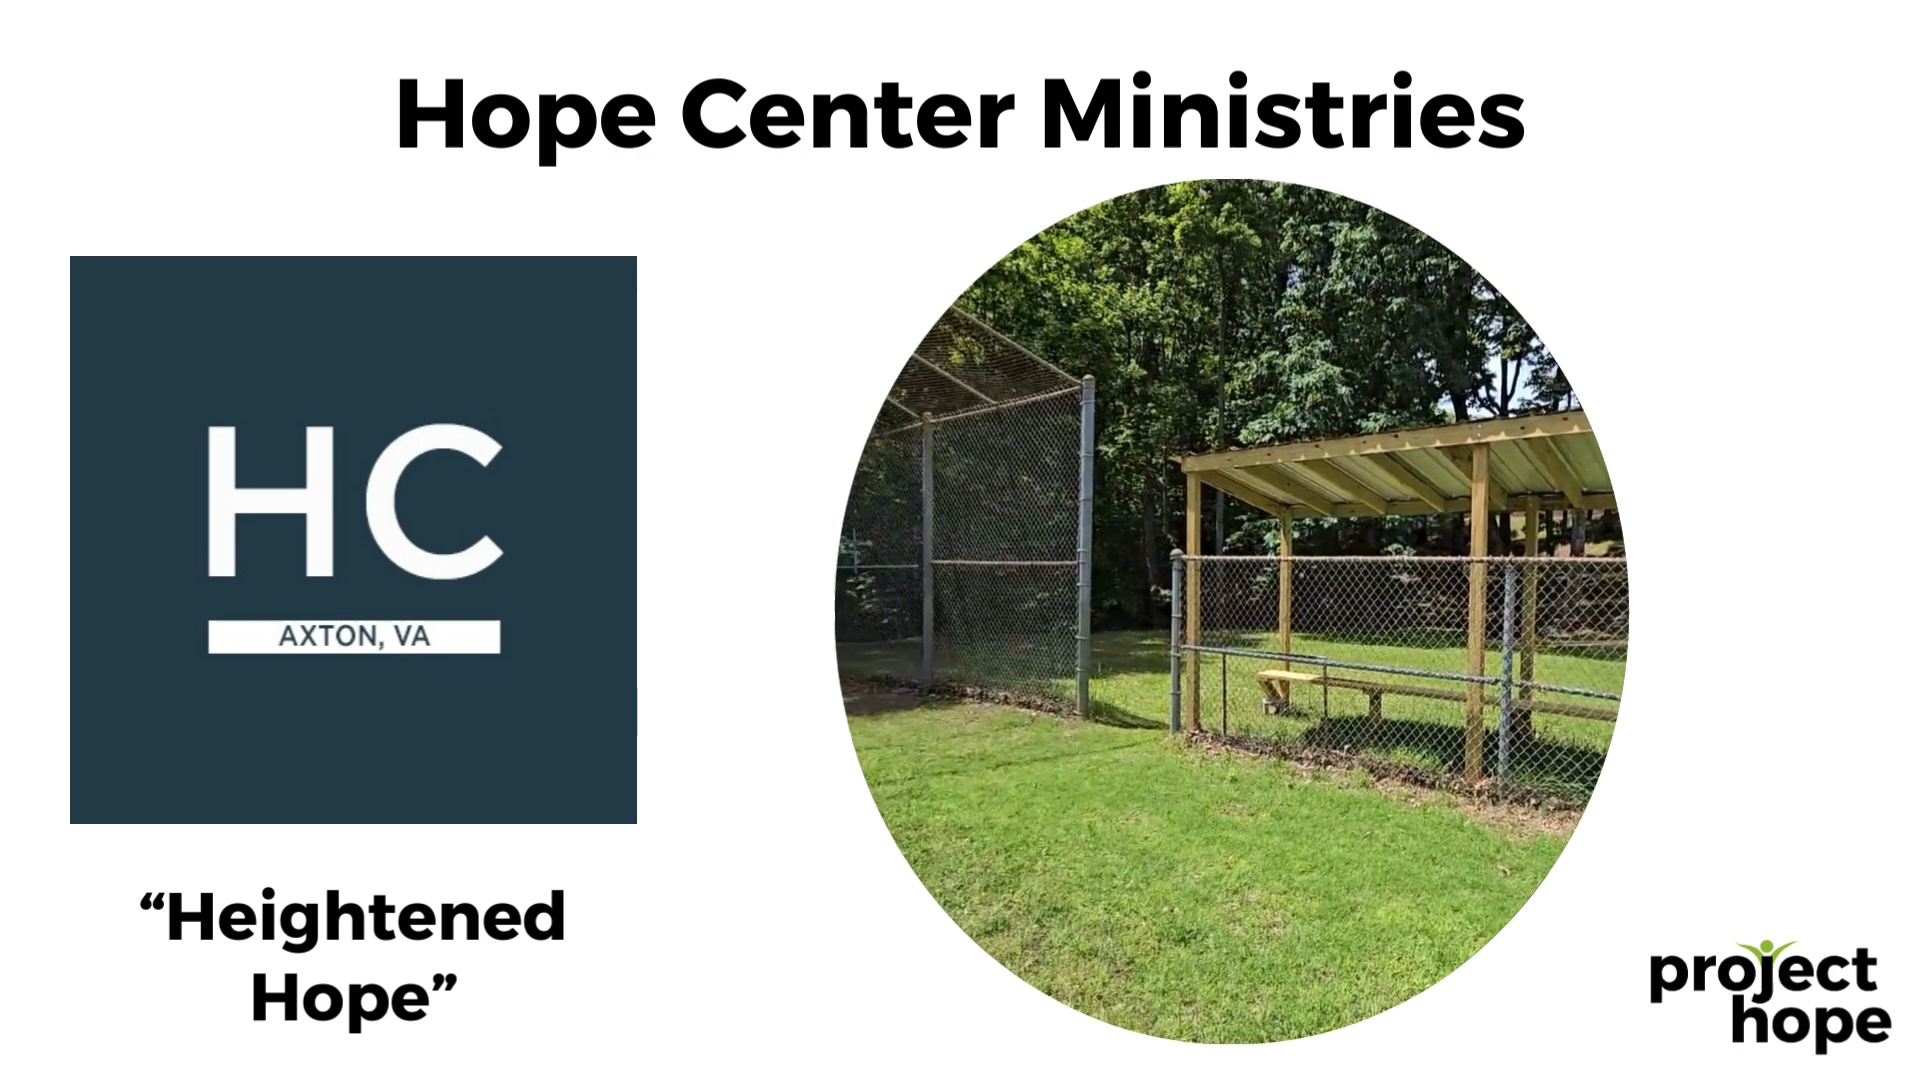 Hope Center Ministries
HC
AXTON, VA
“Heightened
Hope”
project
hope